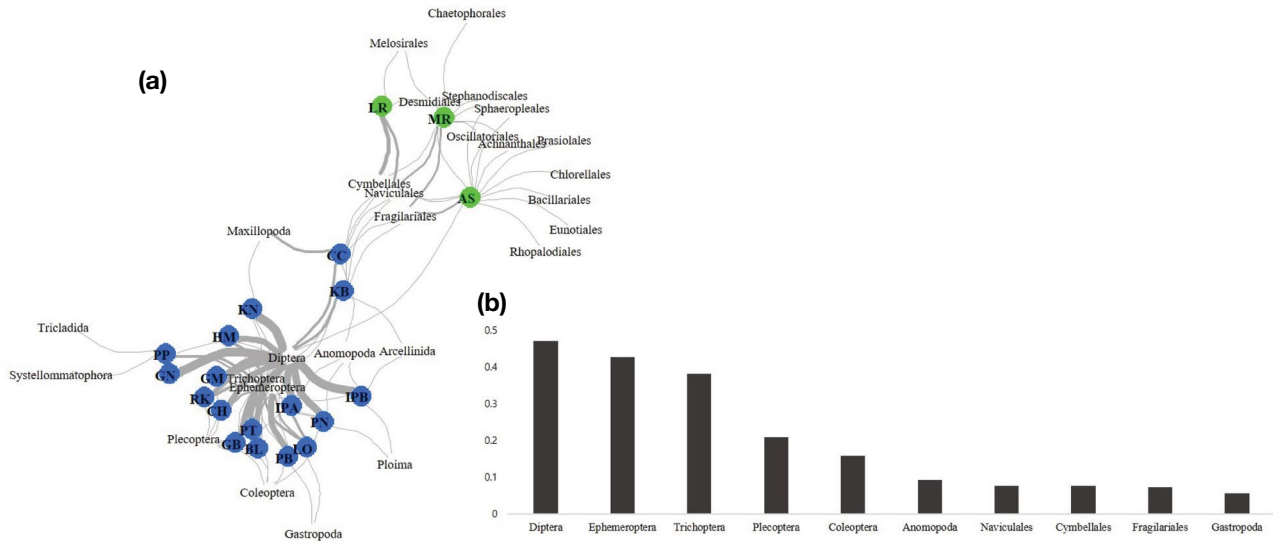 (a)
Chaetophorales
Melosirales
LR
Desmidiales
Stephanodiscales
Sphaeropleales
MR
Oscillatoriales
Prasiolales
Achnanthales
Chlorellales
Cymbellales
Naviculales
AS
Bacillariales
Fragilariales
Eunotiales
Maxillopoda
Rhopalodiales
CC
KB
KN
Tricladida
HM
PP
Diptera
Anomopoda
Arcellinida
Systellommatophora
GN
GM
Trichoptera
Ephemeroptera
RK
CH
IPA
IPB
PN
PT
Plecoptera
GB
BL
PB
LO
Ploima
Coleoptera
Gastropoda
(b)
0.5
0.4
0.3
0.2
0.1
0
Diptera Ephemeroptera Trichoptera Plecoptera Coleoptera Anomopoda Naviculales Cymbellales Fragilariales Gastropoda